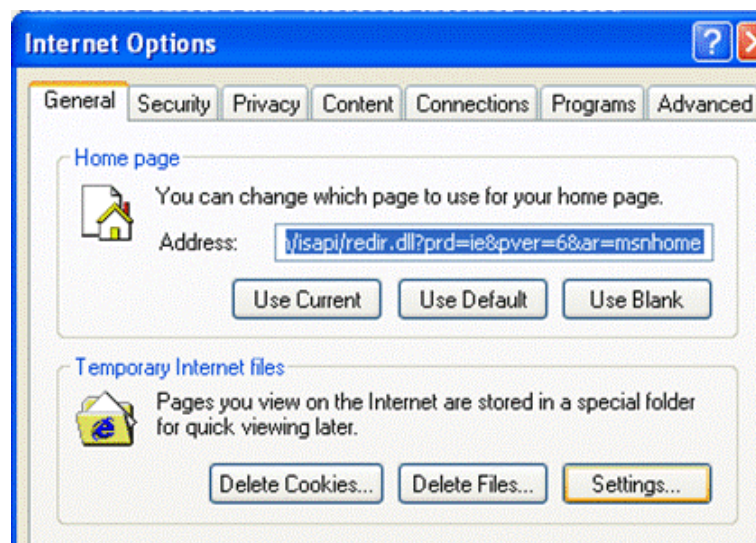 Internet Options
General Security Privacy Content Connections Programs Advanced
Home page
You can change which page to use for your home page.
Address: /isapi/redir.dll?prd=ie&pver=6&ar=msnhome
Use Current Use Default Use Blank
Temporary Internet files
Pages you view on the Internet are stored in a special folder
for quick viewing later.
Delete Cookies... Delete Files... Settings...